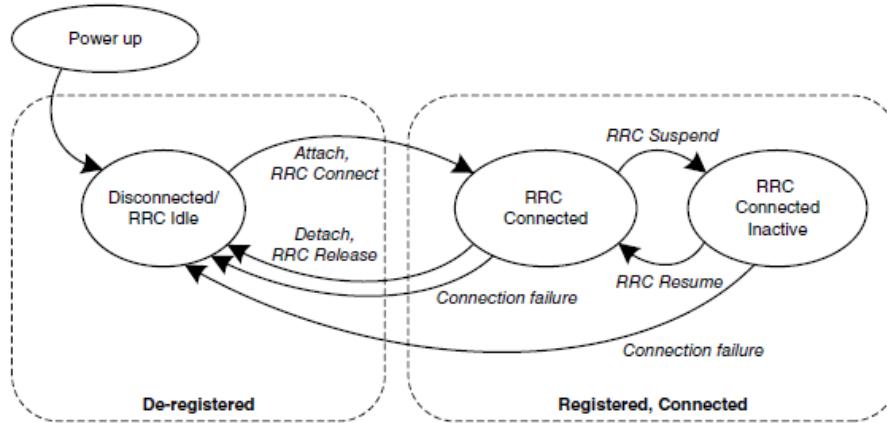 Power up
Attach,
RRC Connect
RRC Suspend
Disconnected/
RRC Idle
RRC
Connected
RRC
Connected
Inactive
Detach,
RRC Release
RRC Resume
Connection failure
Connection failure
De-registered
Registered, Connected